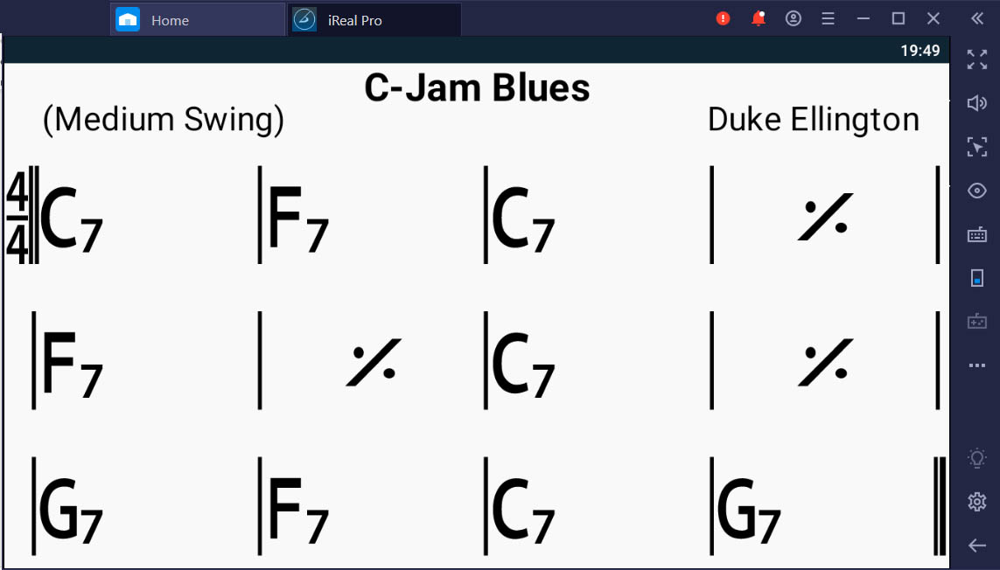 Home iReal Pro
19:49
C-Jam Blues
(Medium Swing) Duke Ellington
4/4 C7 F7 C7 𝄎
F7 𝄎 C7 𝄎
G7 F7 C7 G7